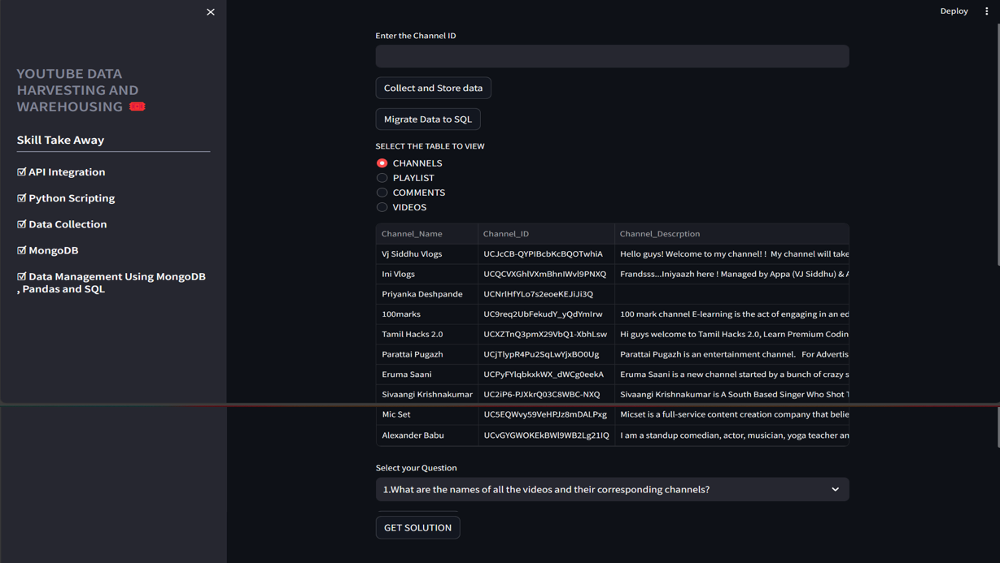 Deploy
YOUTUBE DATA
HARVESTING AND
WAREHOUSING
Skill Take Away
☑ API Integration
☑ Python Scripting
☑ Data Collection
☑ MongoDB
☑ Data Management Using MongoDB
, Pandas and SQL
Enter the Channel ID
Collect and Store data
Migrate Data to SQL
SELECT THE TABLE TO VIEW
CHANNELS
PLAYLIST
COMMENTS
VIDEOS
Channel_Name Channel_ID Channel_Descrption
Vj Siddhu Vlogs UCJcCB-QYPIBcbKcBQOTwhiA Hello guys! Welcome to my channel! ! My channel will take
Ini Vlogs UCQCVXGhlVXmBhnIWvl9PNXQ Frandsss...Iniyaazh here ! Managed by Appa (VJ Siddhu) & A
Priyanka Deshpande UCNrlHfYLo7s2eoeKEJiJi3Q
100marks UC9req2UbFekudY_yQdYmIrw 100 mark channel E-learning is the act of engaging in an ed
Tamil Hacks 2.0 UCXZTnQ3pmX29VbQ1-XbhLsw Hi guys welcome to Tamil Hacks 2.0, Learn Premium Codin
Parattai Pugazh UCjTlypR4Pu2SqLwYjxBO0Ug Parattai Pugazh is an entertainment channel. For Advertis
Eruma Saani UCPyFYlqbkxkWX_dWCg0eekA Eruma Saani is a new channel started by a bunch of crazy s
Sivaangi Krishnakumar UC2iP6-PJXkrQ03C8WBC-NXQ Sivaangi Krishnakumar is A South Based Singer Who Shot T
Mic Set UC5EQWvy59VeHPJz8mDALPxg Micset is a full-service content creation company that belie
Alexander Babu UCvGYGWOKEkBWl9WB2Lg21IQ I am a standup comedian, actor, musician, yoga teacher an
Select your Question
1.What are the names of all the videos and their corresponding channels?
GET SOLUTION